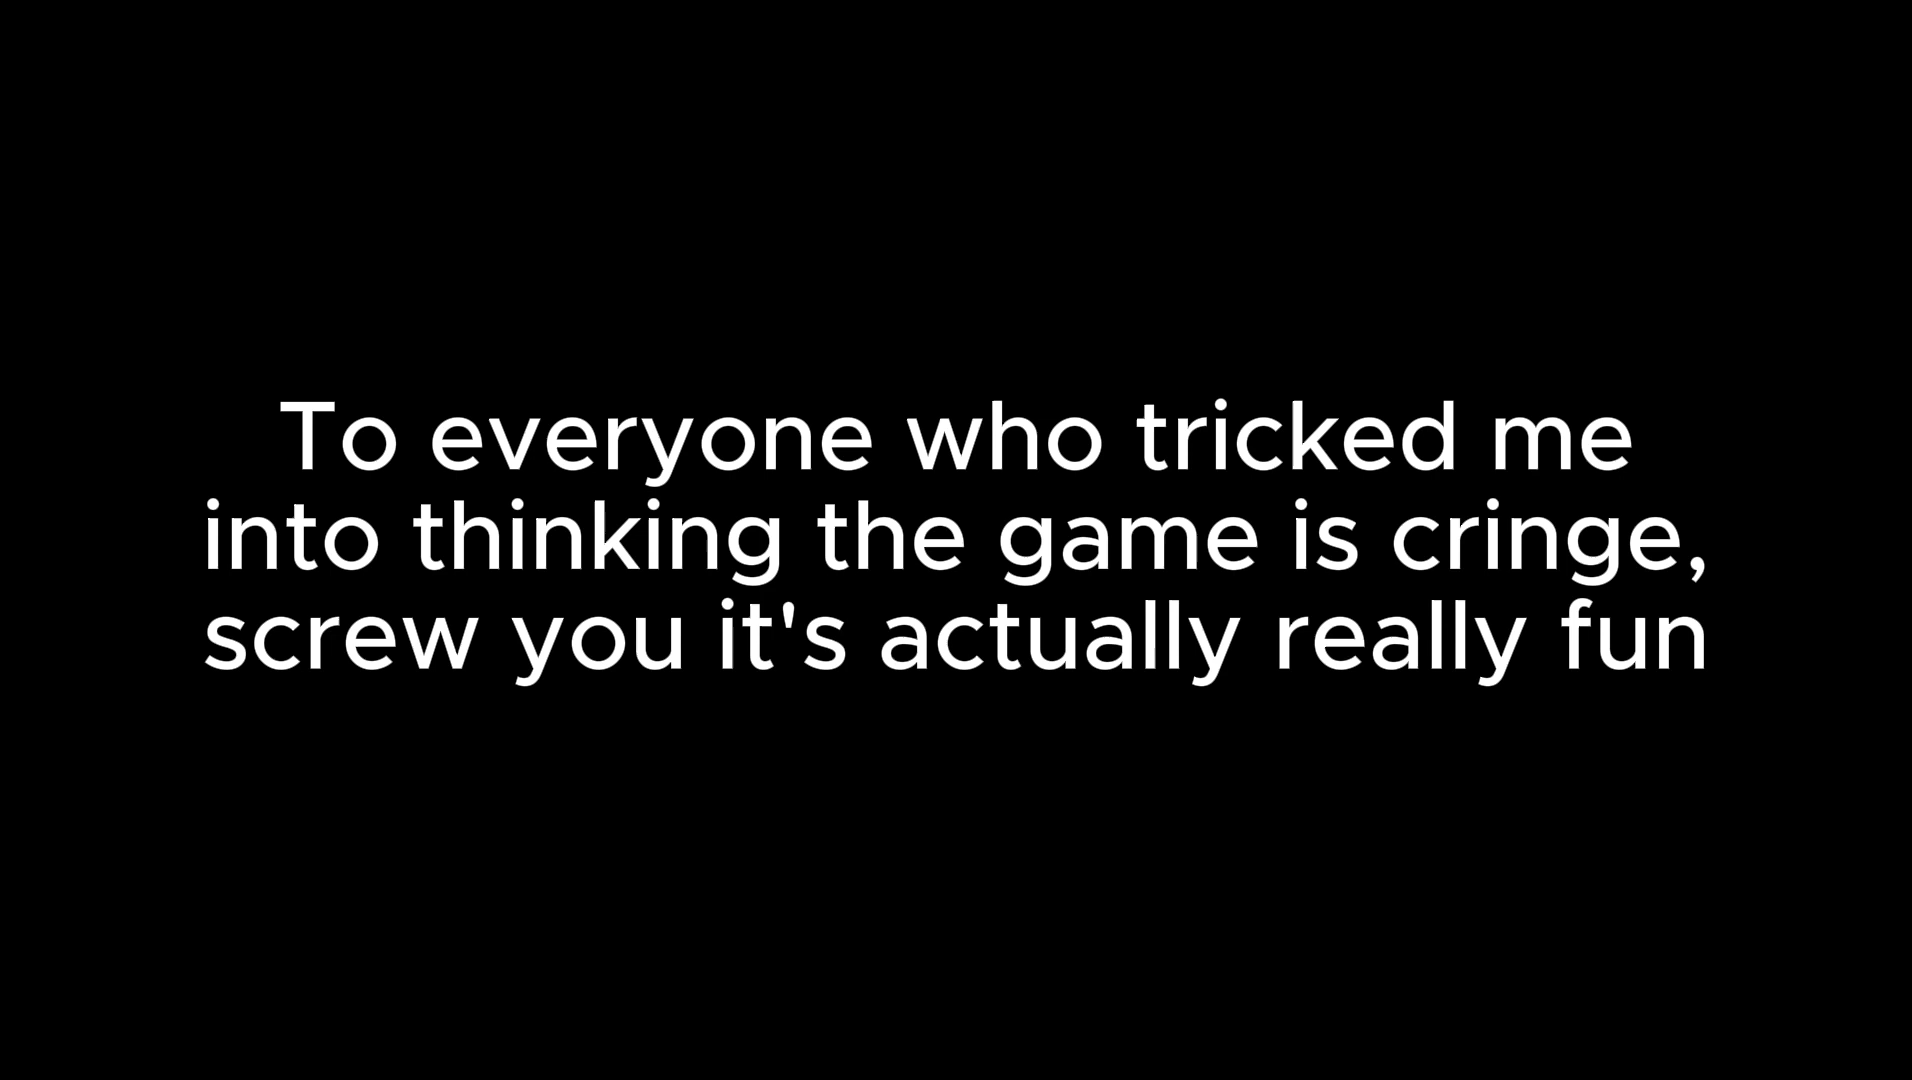 To everyone who tricked me
into thinking the game is cringe,
screw you it's actually really fun